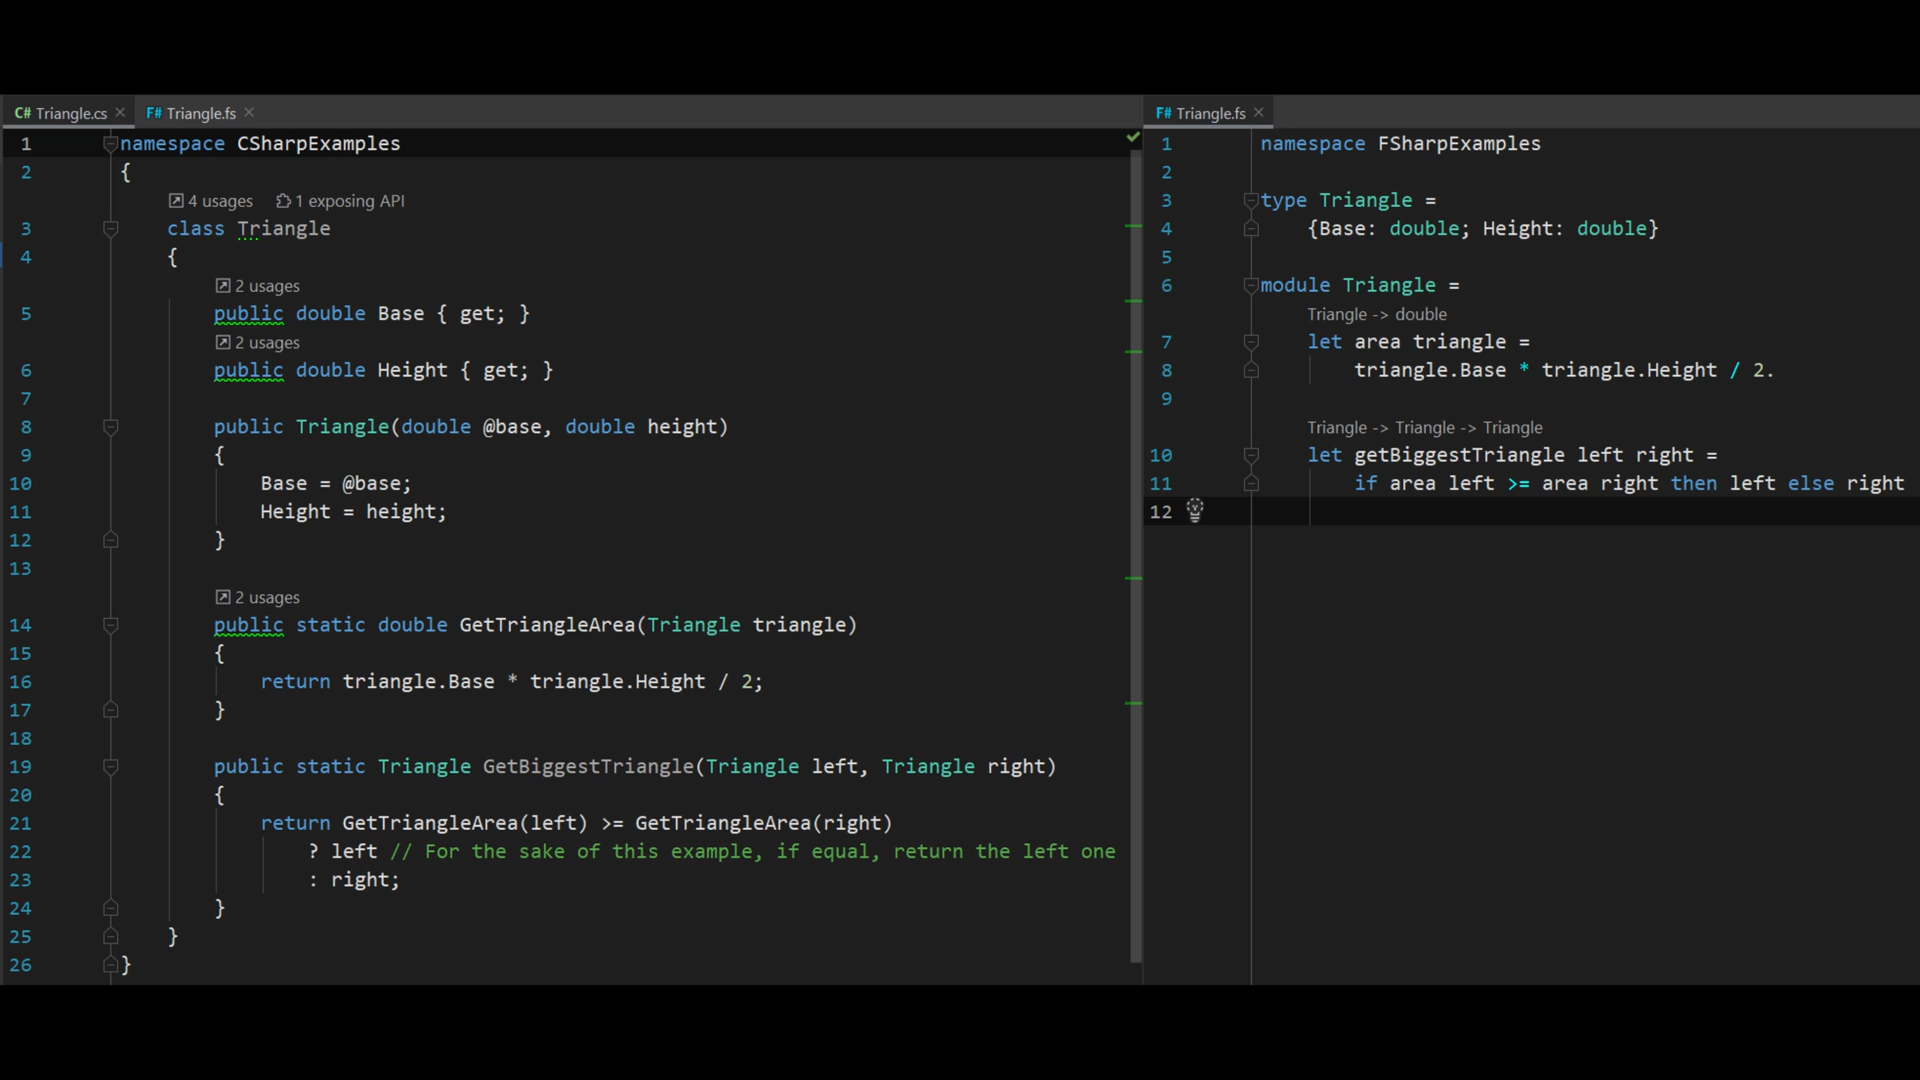 C# Triangle.cs × F# Triangle.fs ×
1 namespace CSharpExamples
2 {
4 usages 1 exposing API
3 class Triangle
4 {
2 usages
5 public double Base { get; }
2 usages
6 public double Height { get; }
7
8 public Triangle(double @base, double height)
9 {
10 Base = @base;
11 Height = height;
12 }
13
2 usages
14 public static double GetTriangleArea(Triangle triangle)
15 {
16 return triangle.Base * triangle.Height / 2;
17 }
18
19 public static Triangle GetBiggestTriangle(Triangle left, Triangle right)
20 {
21 return GetTriangleArea(left) >= GetTriangleArea(right)
22 ? left // For the sake of this example, if equal, return the left one
23 : right;
24 }
25 }
26 }
F# Triangle.fs ×
1 namespace FSharpExamples
2
3 type Triangle =
4 {Base: double; Height: double}
5
6 module Triangle =
Triangle -> double
7 let area triangle =
8 triangle.Base * triangle.Height / 2.
9
Triangle -> Triangle -> Triangle
10 let getBiggestTriangle left right =
11 if area left >= area right then left else right
12